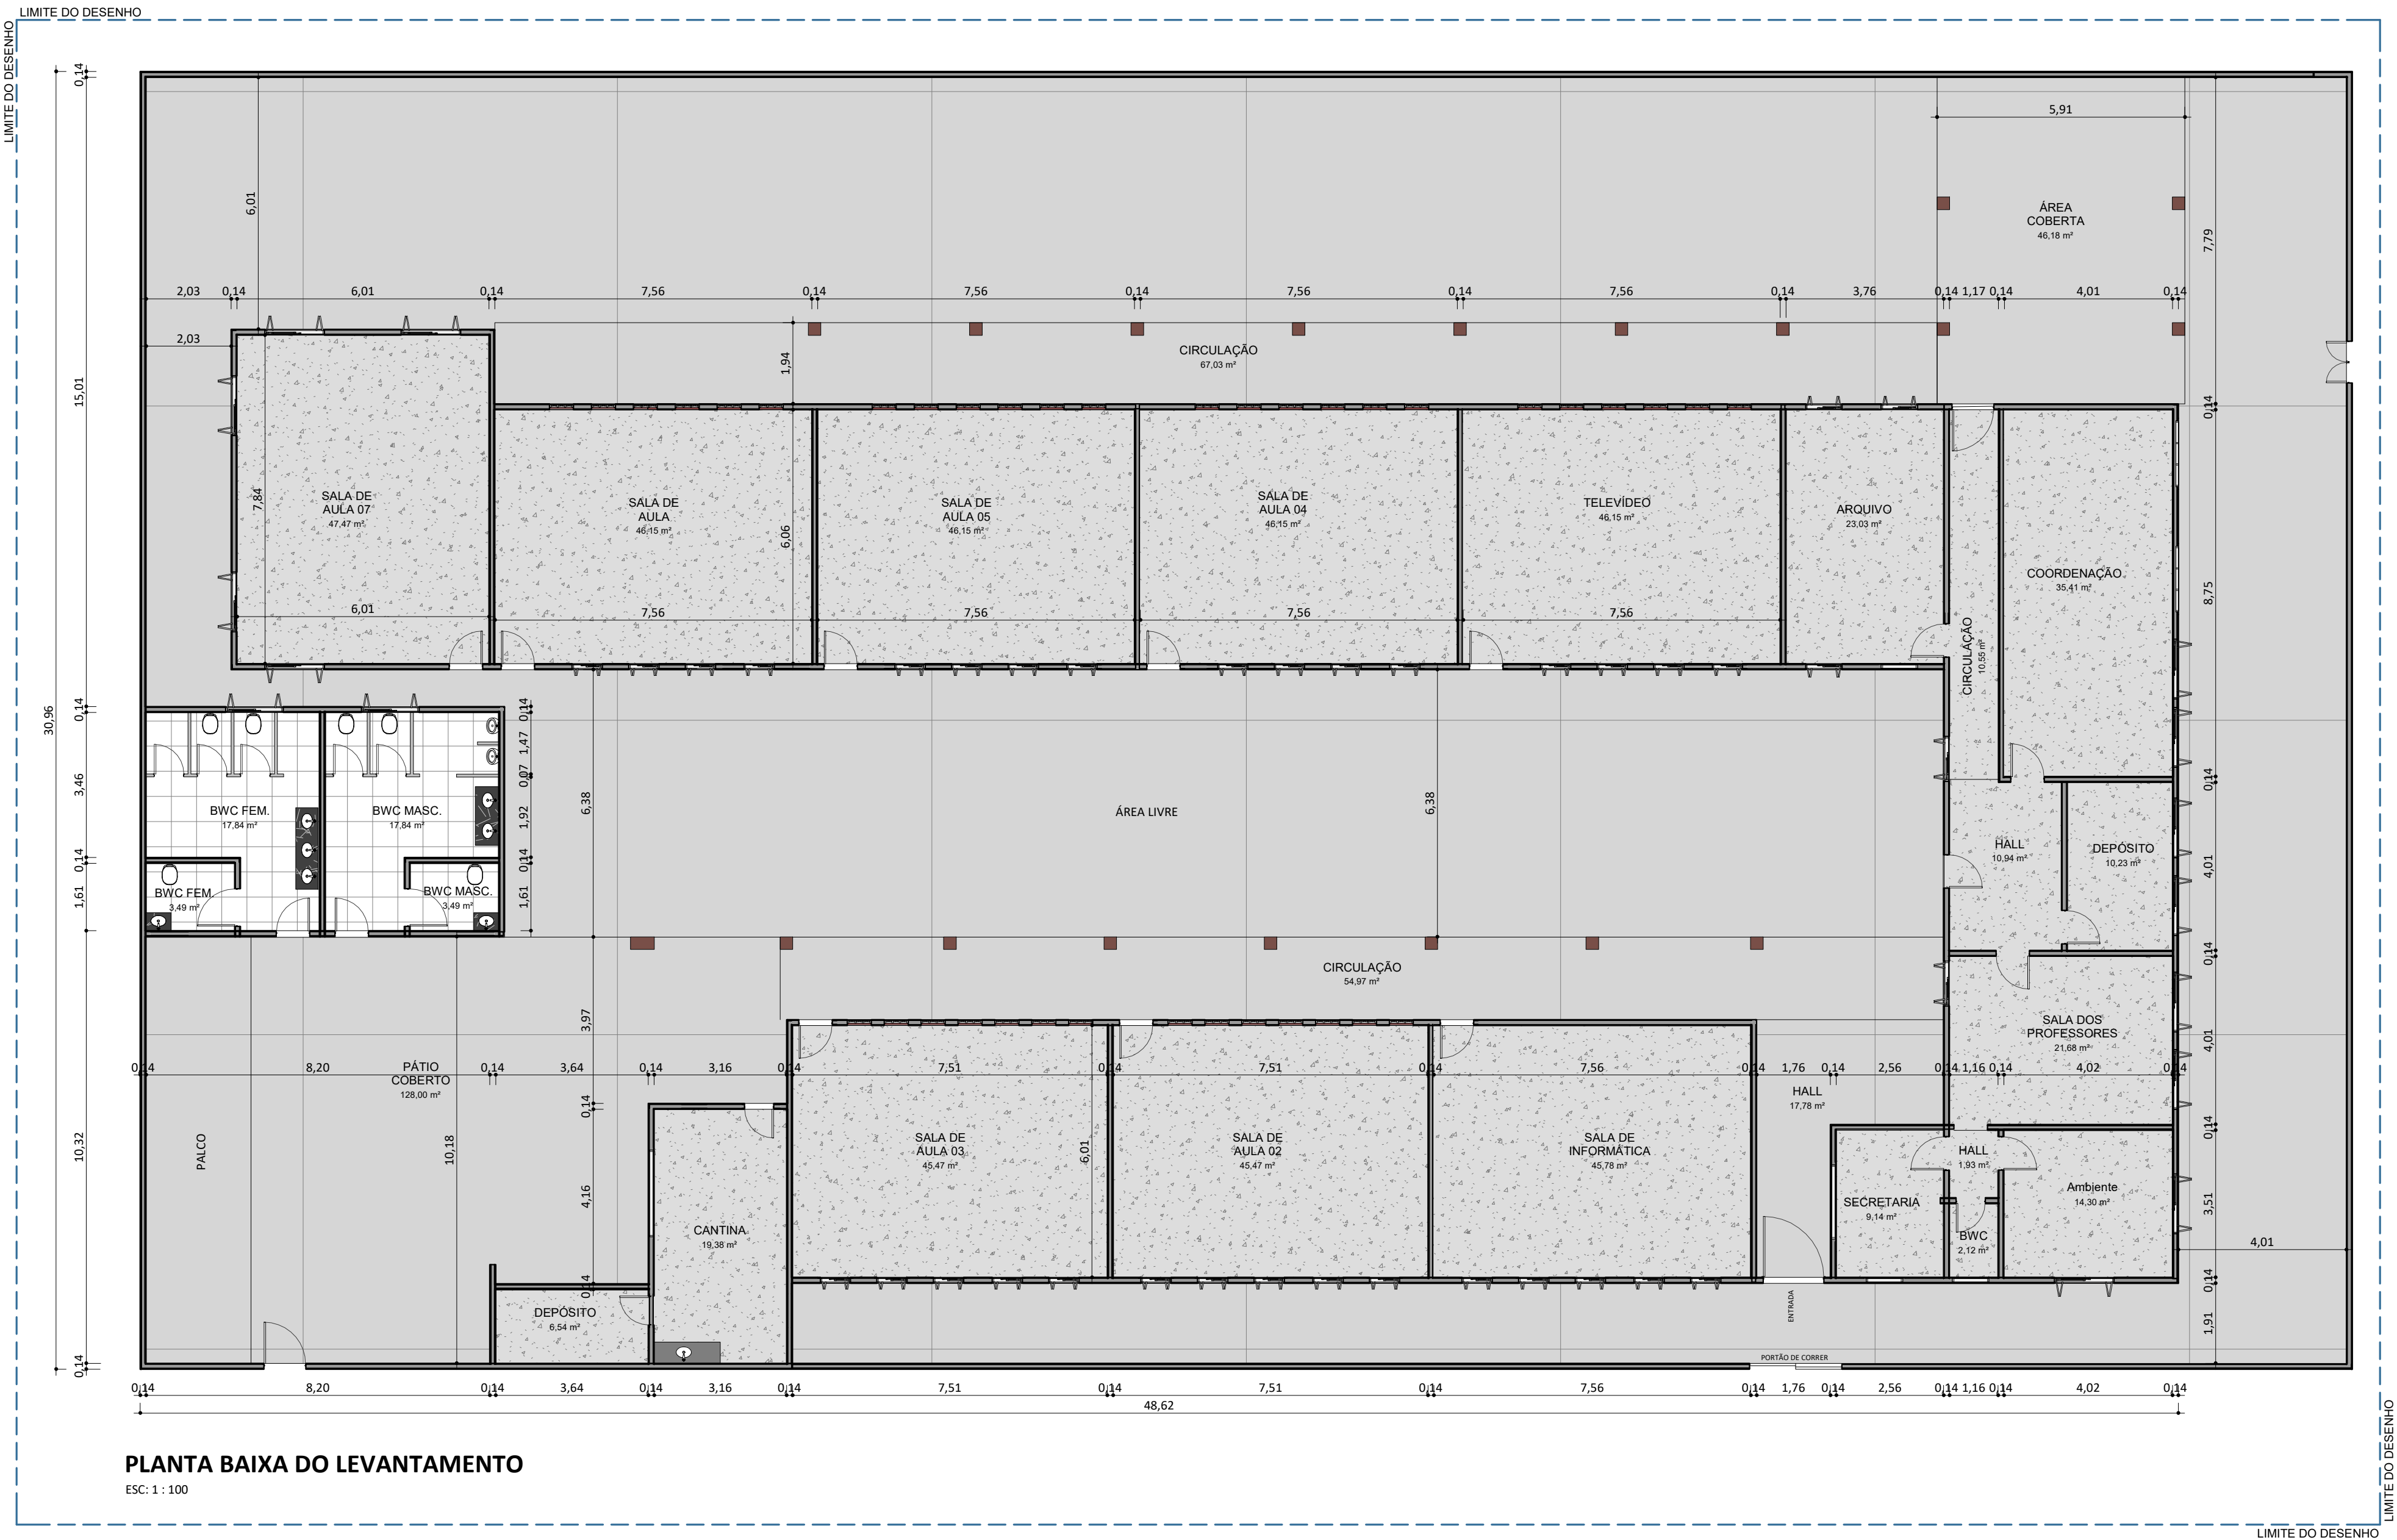 LIMITE DO DESENHO
LIMITE DO DESENHO
0,14
5,91
6,01
ÁREA
COBERTA
46,18 m²
7,79
2,03 0,14 6,01 0,14 7,56 0,14 7,56 0,14 7,56 0,14 7,56 0,14 3,76 0,14 1,17 0,14 4,01 0,14
2,03
CIRCULAÇÃO
67,03 m²
1,94
15,01
0,14
SALA DE
AULA 07
47,47 m²
7,84
SALA DE
AULA
46,15 m²
6,06
SALA DE
AULA 05
46,15 m²
SALA DE
AULA 04
46,15 m²
TELEVÍDEO
46,15 m²
ARQUIVO
23,03 m²
COORDENAÇÃO
35,41 m²
8,75
6,01 7,56 7,56 7,56 7,56
CIRCULAÇÃO
10,55 m²
30,96
0,14
0,14
1,47
0,07
1,92
0,14
1,61
3,46
0,14
1,61
BWC FEM.
17,84 m²
BWC MASC.
17,84 m²
BWC FEM.
3,49 m²
BWC MASC.
3,49 m²
6,38
ÁREA LIVRE
6,38
0,14
HALL
10,94 m²
DEPÓSITO
10,23 m²
4,01
0,14
CIRCULAÇÃO
54,97 m²
3,97
SALA DOS
PROFESSORES
21,68 m²
4,01
0,14 8,20 0,14 3,64 0,14 3,16 0,14 7,51 0,14 7,51 0,14 7,56 0,14 1,76 0,14 2,56 0,14 1,16 0,14 4,02 0,14
PÁTIO
COBERTO
128,00 m²
HALL
17,78 m²
0,14
0,14
10,32
PALCO
10,18
4,16
SALA DE
AULA 03
45,47 m²
6,01
SALA DE
AULA 02
45,47 m²
SALA DE
INFORMÁTICA
45,78 m²
HALL
1,93 m²
Ambiente
14,30 m²
SECRETARIA
9,14 m²
3,51
CANTINA
19,38 m²
BWC
2,12 m²
4,01
0,14
0,14
DEPÓSITO
6,54 m²
ENTRADA
1,91
PORTÃO DE CORRER
0,14
0,14 8,20 0,14 3,64 0,14 3,16 0,14 7,51 0,14 7,51 0,14 7,56 0,14 1,76 0,14 2,56 0,14 1,16 0,14 4,02 0,14
48,62
PLANTA BAIXA DO LEVANTAMENTO
ESC: 1 : 100
LIMITE DO DESENHO
LIMITE DO DESENHO